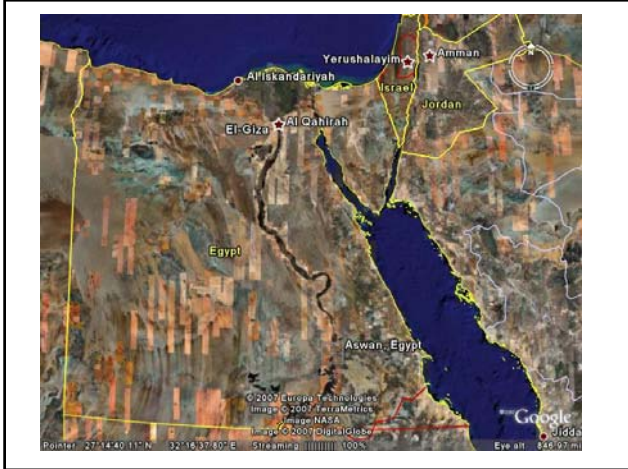 Yerushalayim
Amman
Al Iskandariyah
Israel
Jordan
El-Giza
Al Qahirah
Egypt
Aswan, Egypt
© 2007 Europa Technologies
Image © 2007 TerraMetrics
Image NASA
Image © 2007 DigitalGlobe
Google
Jidda
Pointer 27°14'40.11" N 32°16'37.80" E Streaming |||||||||| 100% Eye alt 846.97 mi